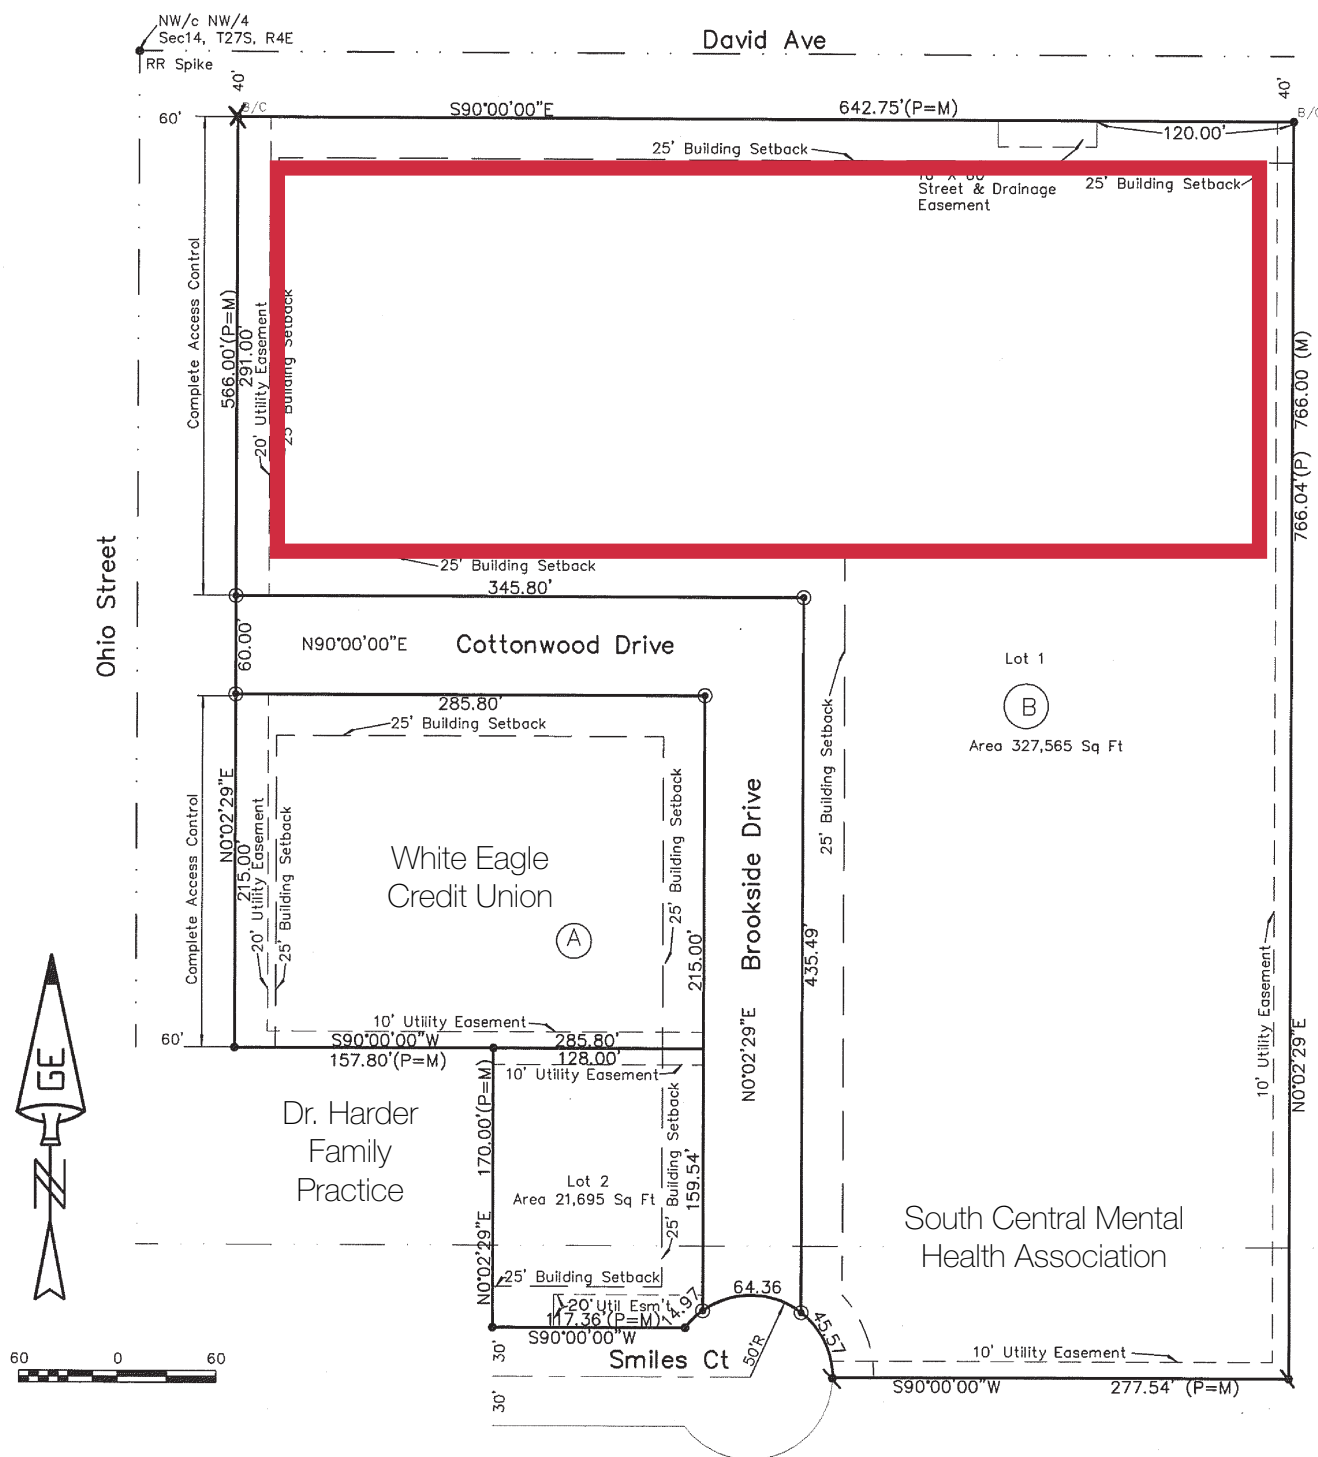 NW/c NW/4
Sec14, T27S, R4E
David Ave
RR Spike
40'
40'
B/C
60'
S90°00'00"E
642.75'(P=M)
120.00'
25' Building Setback
Street & Drainage
Easement
25' Building Setback
Complete Access Control
566.00'(P=M)
291.00'
20' Utility Easement
25' Building Setback
766.00 (M)
766.04'(P)
Ohio Street
25' Building Setback
345.80'
60.00'
N90°00'00"E
Cottonwood Drive
285.80'
25' Building Setback
Lot 1
B
Area 327,565 Sq Ft
25' Building Setback
Complete Access Control
N0°02'29"E
215.00'
20' Utility Easement
25' Building Setback
White Eagle
Credit Union
A
25' Building Setback
215.00'
Brookside Drive
N0°02'29"E
435.49'
10' Utility Easement
N0°02'29"E
60'
10' Utility Easement
S90°00'00"W
285.80'
157.80'(P=M)
128.00'
10' Utility Easement
GE
N
Dr. Harder
Family
Practice
170.00'(P=M)
N0°02'29"E
Lot 2
Area 21,695 Sq Ft
25' Building Setback
159.54'
South Central Mental
Health Association
25' Building Setback
20' Util Esm't
117.36'(P=M)
14.97
64.36
45.57
S90°00'00"W
Smiles Ct
50'R
30'
30'
10' Utility Easement
S90°00'00"W
277.54' (P=M)
60
0
60